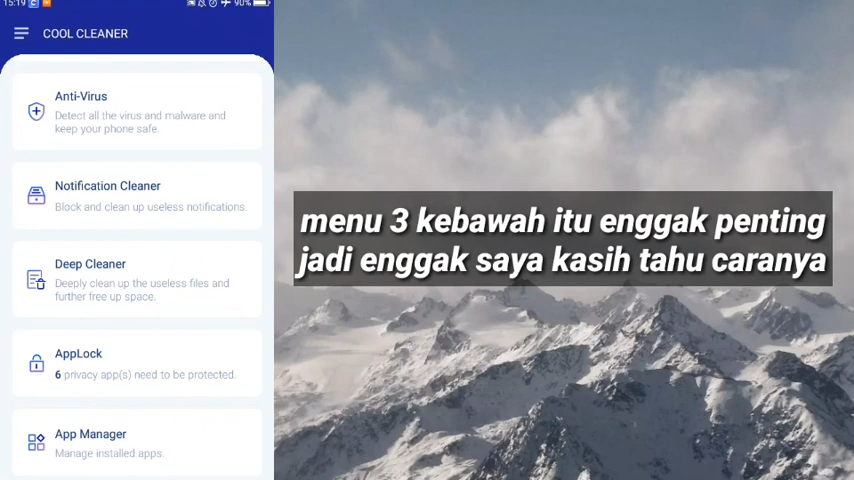 15:19
90%
COOL CLEANER
Anti-Virus
Detect all the virus and malware and
keep your phone safe.
Notification Cleaner
Block and clean up useless notifications.
Deep Cleaner
Deeply clean up the useless files and
further free up space.
AppLock
6 privacy app(s) need to be protected.
App Manager
Manage installed apps.
menu 3 kebawah itu enggak penting
jadi enggak saya kasih tahu caranya